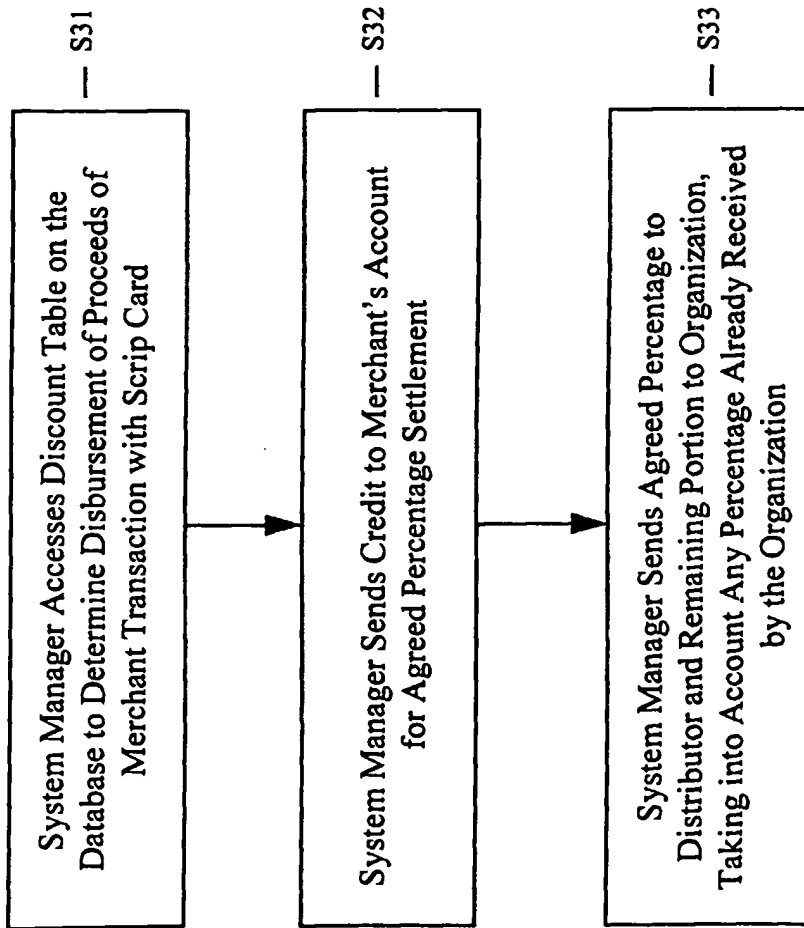 System Manager Accesses Discount Table on the
Database to Determine Disbursement of Proceeds of
Merchant Transaction with Scrip Card
S31
System Manager Sends Credit to Merchant's Account
for Agreed Percentage Settlement
S32
System Manager Sends Agreed Percentage to
Distributor and Remaining Portion to Organization,
Taking into Account Any Percentage Already Received
by the Organization
S33